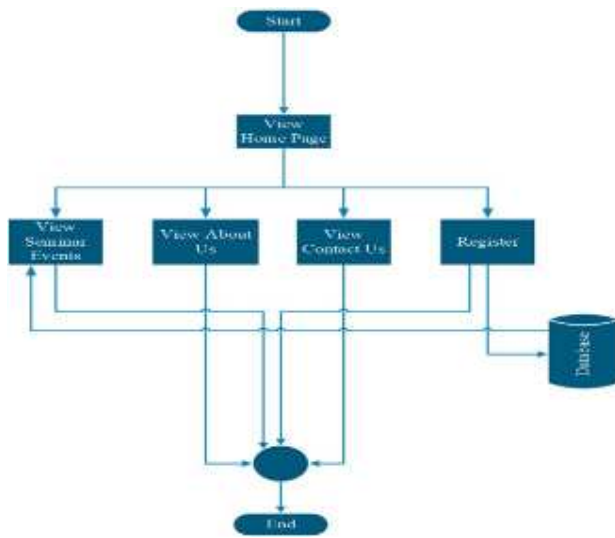 Start
View
Home Page
View
Seminar
Events
View About
Us
View
Contact Us
Register
Database
End